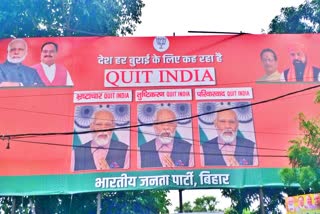 देश हर बुराई के लिए कह रहा है
QUIT INDIA
भ्रष्टाचार QUIT INDIA
तुष्टिकरण QUIT INDIA
परिवारवाद QUIT INDIA
भारतीय जनता पार्टी, बिहार